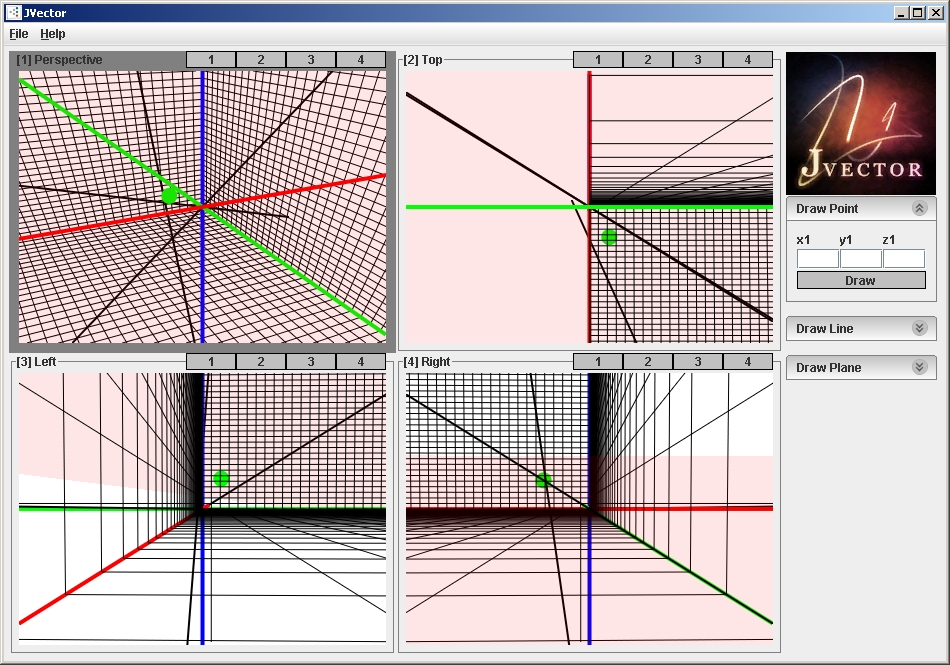 JVector
File Help
[1] Perspective 1 2 3 4
[2] Top 1 2 3 4
JVECTOR
Draw Point
x1 y1 z1
Draw
Draw Line
Draw Plane
[3] Left 1 2 3 4
[4] Right 1 2 3 4